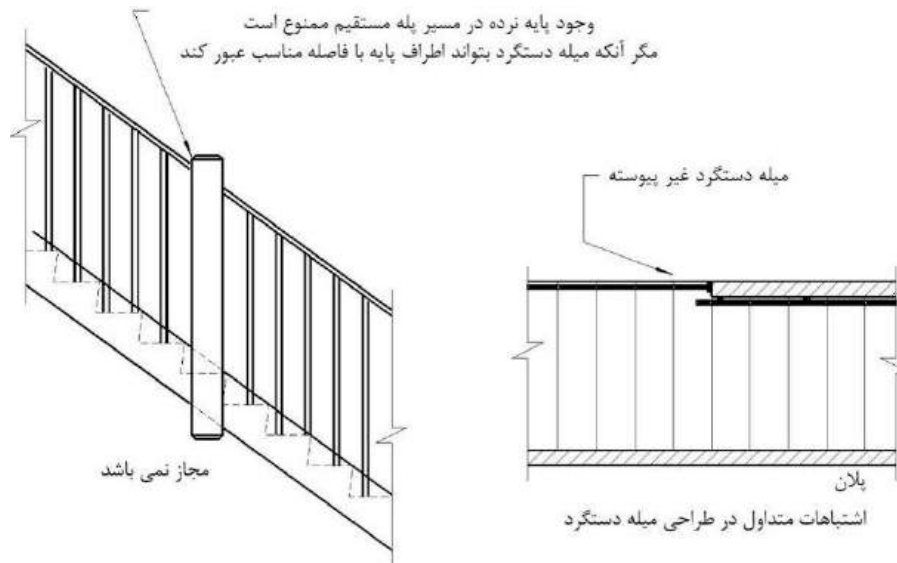 وجود پایه نرده در مسیر پله مستقیم ممنوع است
مگر آنکه میله دستگرد بتواند اطراف پایه با فاصله مناسب عبور کند
میله دستگرد غیر پیوسته
مجاز نمی باشد
پلان
اشتباهات متداول در طراحی میله دستگرد